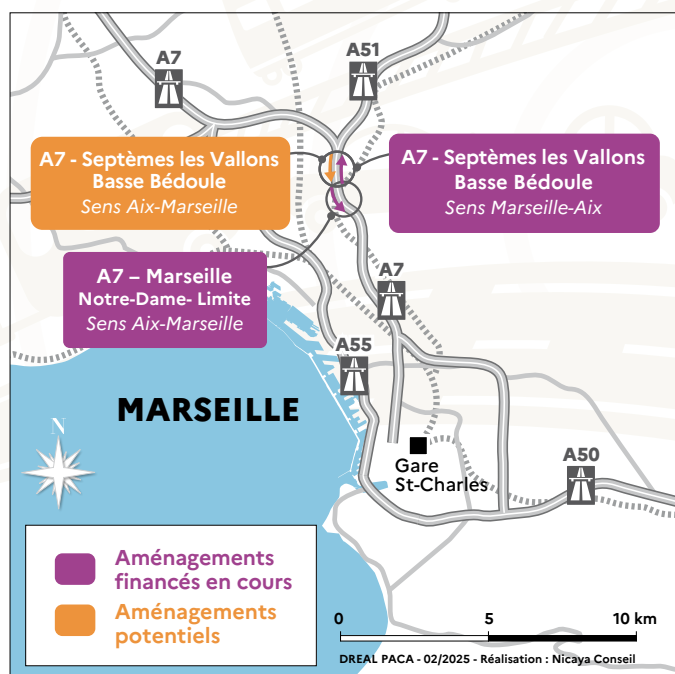 A7
A51
A7 - Septèmes les Vallons
Basse Bédoule
Sens Aix-Marseille
A7 - Septèmes les Vallons
Basse Bédoule
Sens Marseille-Aix
A7 – Marseille
Notre-Dame- Limite
Sens Aix-Marseille
A7
A55
MARSEILLE
N
Gare
St-Charles
A50
Aménagements
financés en cours
Aménagements
potentiels
0 5 10 km
DREAL PACA - 02/2025 - Réalisation : Nicaya Conseil